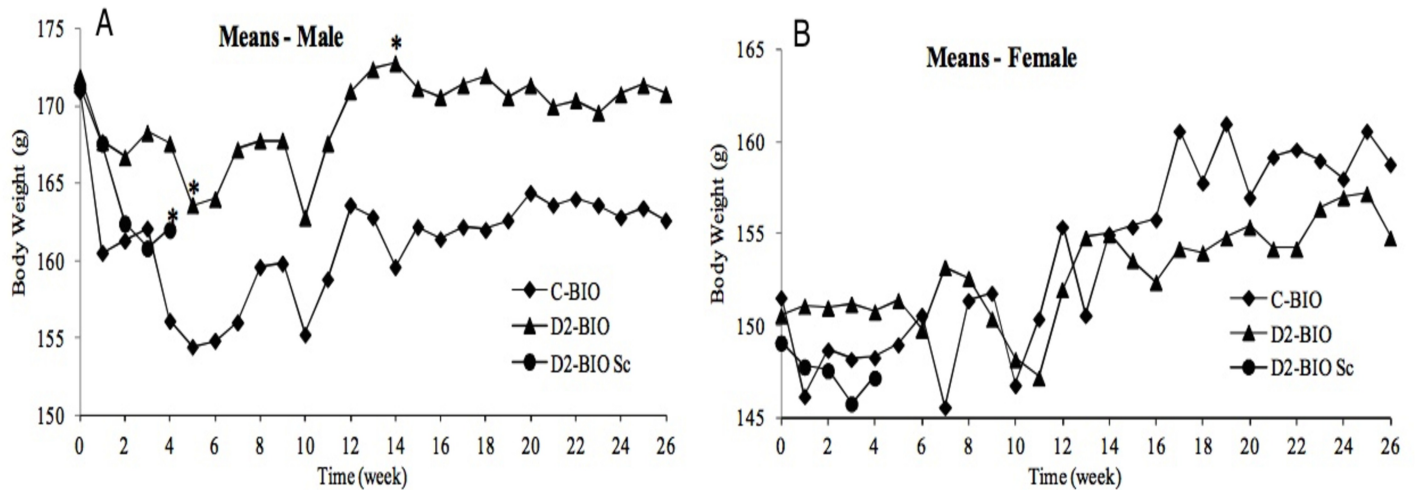 A
Means - Male
175
170
165
160
155
150
Body Weight (g)
*
*
*
C-BIO
D2-BIO
D2-BIO Sc
0 2 4 6 8 10 12 14 16 18 20 22 24 26
Time (week)
B
Means - Female
165
160
155
150
145
Body Weight (g)
C-BIO
D2-BIO
D2-BIO Sc
0 2 4 6 8 10 12 14 16 18 20 22 24 26
Time (week)